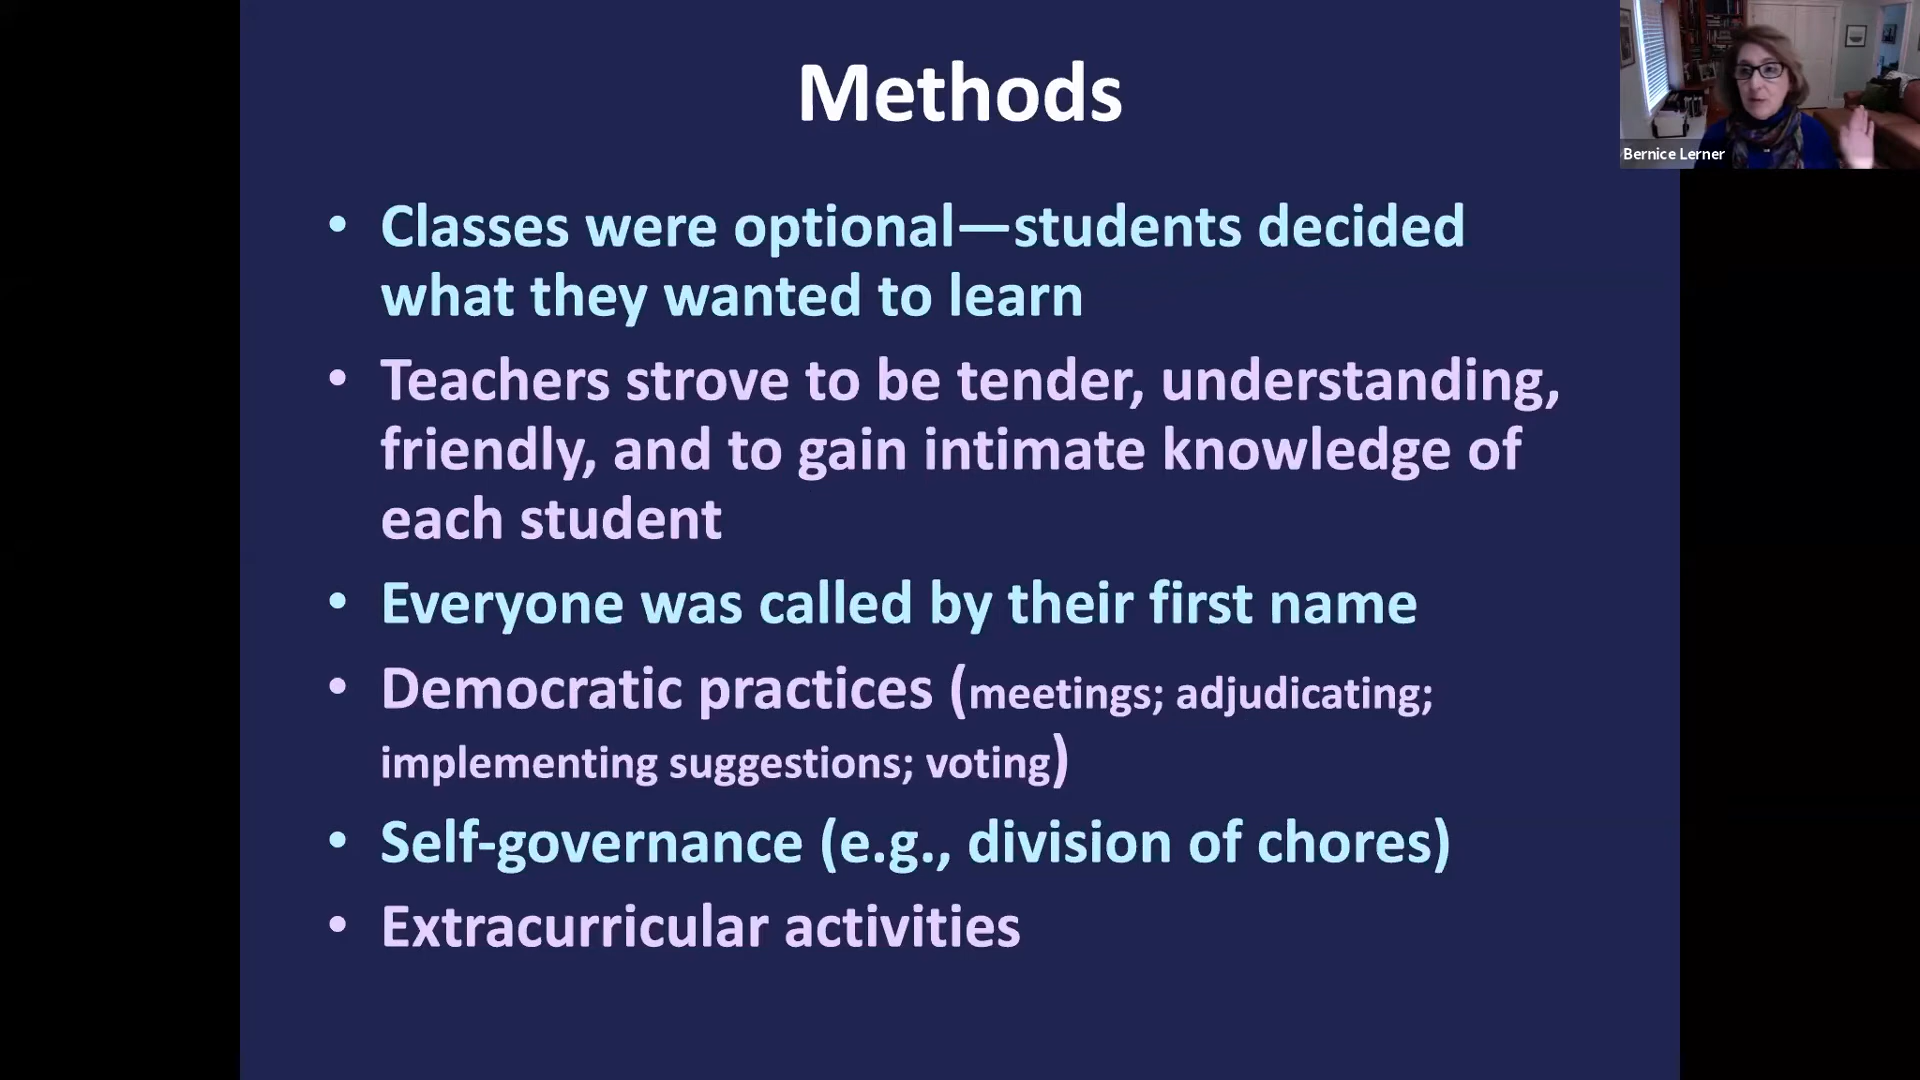 Methods
Bernice Lerner
• Classes were optional—students decided
what they wanted to learn
• Teachers strove to be tender, understanding,
friendly, and to gain intimate knowledge of
each student
• Everyone was called by their first name
• Democratic practices (meetings; adjudicating;
implementing suggestions; voting)
• Self-governance (e.g., division of chores)
• Extracurricular activities